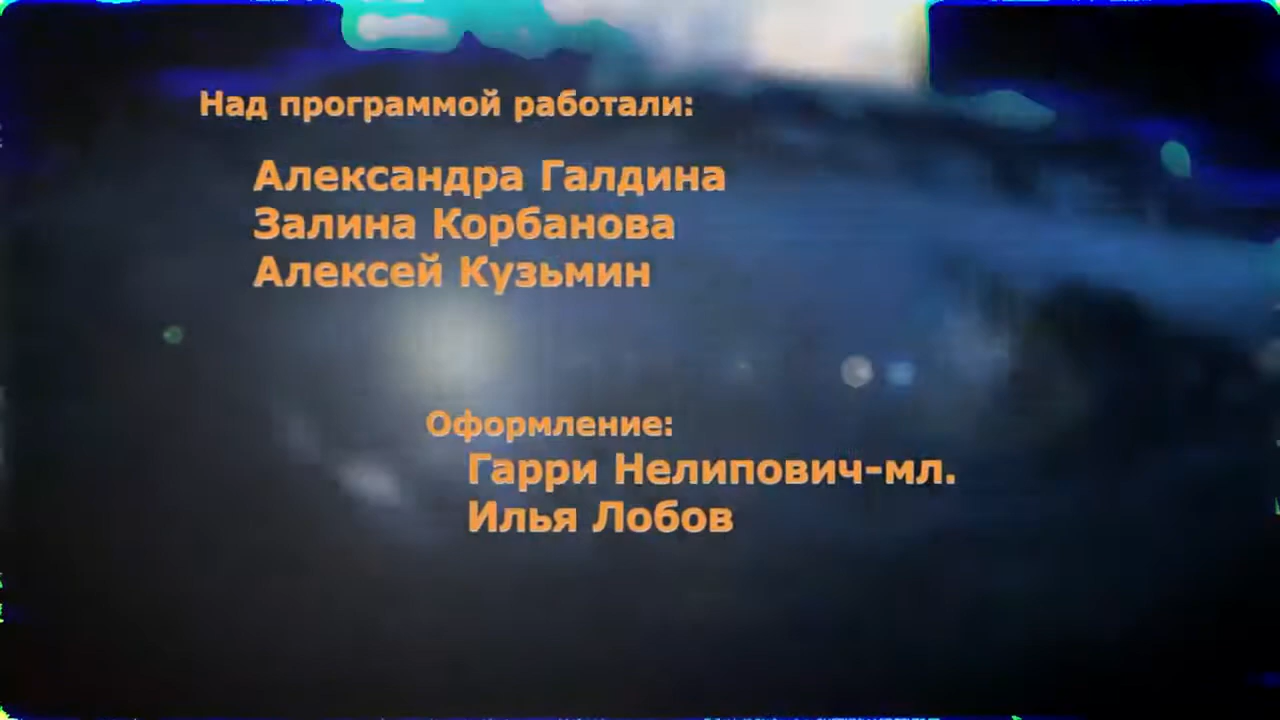 Над программой работали:
Александра Галдина
Залина Корбанова
Алексей Кузьмин
Оформление:
Гарри Нелипович-мл.
Илья Лобов